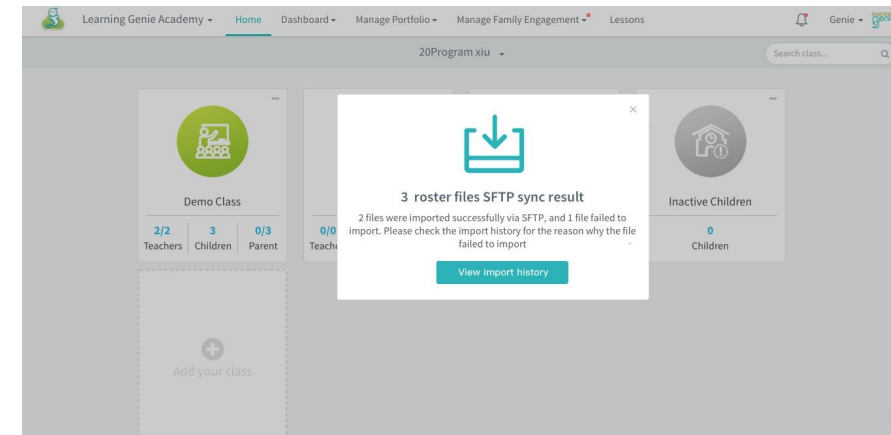 Learning Genie Academy Home Dashboard Manage Portfolio Manage Family Engagement Lessons Genie
20Program xiu Search class...
3 roster files SFTP sync result
2 files were imported successfully via SFTP, and 1 file failed to
import. Please check the import history for the reason why the file
failed to import
View import history
Demo Class
2/2 3 0/3
Teachers Children Parent
0/0
Inactive Children
0
Children
Add your class